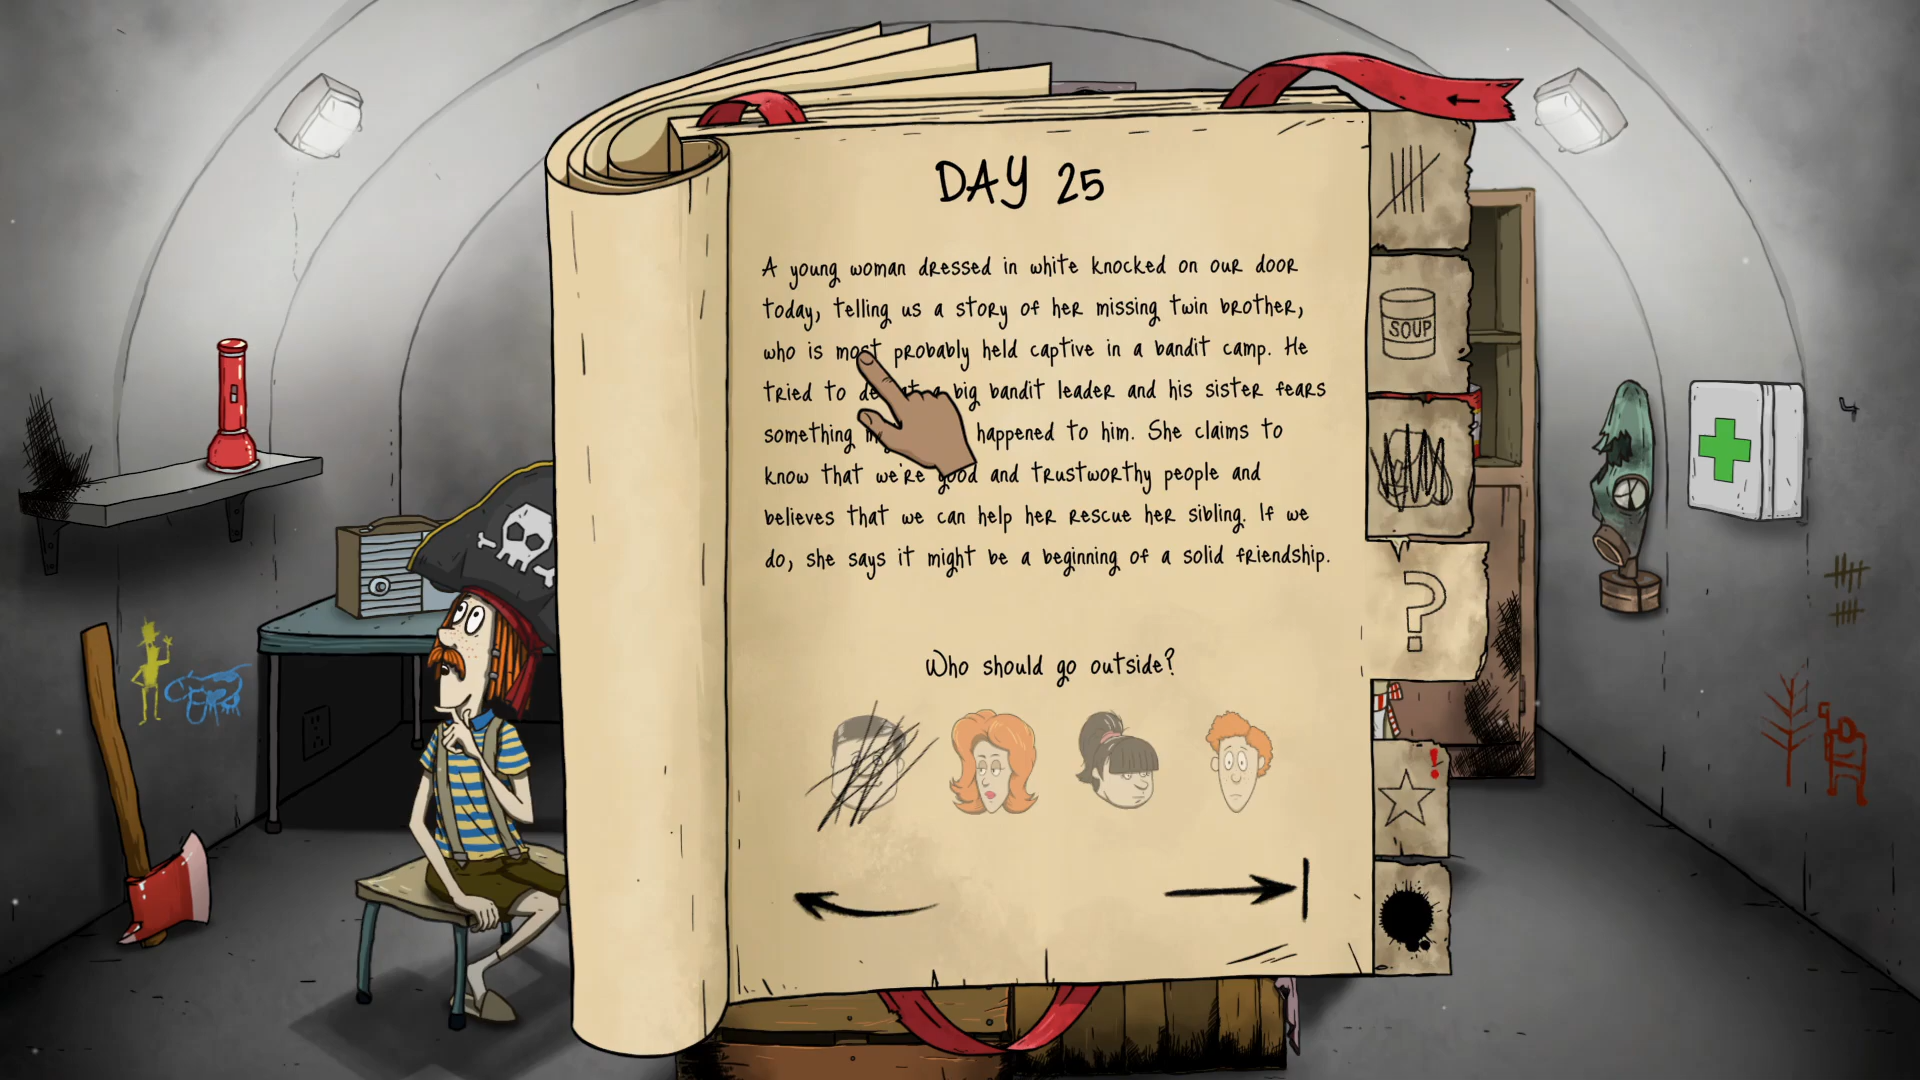 DAY 25
A young woman dressed in white knocked on our door
today, telling us a story of her missing twin brother,
who is most probably held captive in a bandit camp. He
tried to big bandit leader and his sister fears
something happened to him. She claims to
know that we're good and trustworthy people and
believes that we can help her rescue her sibling. If we
do, she says it might be a beginning of a solid friendship.
Who should go outside?
SOUP
?
!